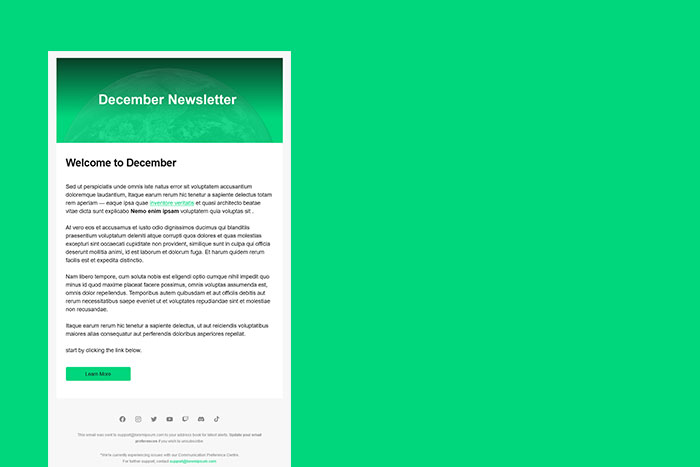 December Newsletter
Welcome to December
Sed ut perspiciatis unde omnis iste natus error sit voluptatem accusantium
doloremque laudantium, Itaque earum rerum hic tenetur a sapiente delectus totam
rem aperiam — eaque ipsa quae inventore veritatis et quasi architecto beatae
vitae dicta sunt explicabo Nemo enim ipsam voluptatem quia voluptas sit .
At vero eos et accusamus et iusto odio dignissimos ducimus qui blanditiis
praesentium voluptatum deleniti atque corrupti quos dolores et quas molestias
excepturi sint occaecati cupiditate non provident, similique sunt in culpa qui officia
deserunt mollitia animi, id est laborum et dolorum fuga. Et harum quidem rerum
facilis est et expedita distinctio.
Nam libero tempore, cum soluta nobis est eligendi optio cumque nihil impedit quo
minus id quod maxime placeat facere possimus, omnis voluptas assumenda est,
omnis dolor repellendus. Temporibus autem quibusdam et aut officiis debitis aut
rerum necessitatibus saepe eveniet ut et voluptates repudiandae sint et molestiae
non recusandae.
Itaque earum rerum hic tenetur a sapiente delectus, ut aut reiciendis voluptatibus
maiores alias consequatur aut perferendis doloribus asperiores repellat.
start by clicking the link below.
Learn More
This email was sent to support@loremipsum.com to your address book for latest alerts. Update your email
preferences if you wish to unsubscribe.
*We're currently experiencing issues with our Communication Preference Centre.
For further support, contact support@loremipsum.com